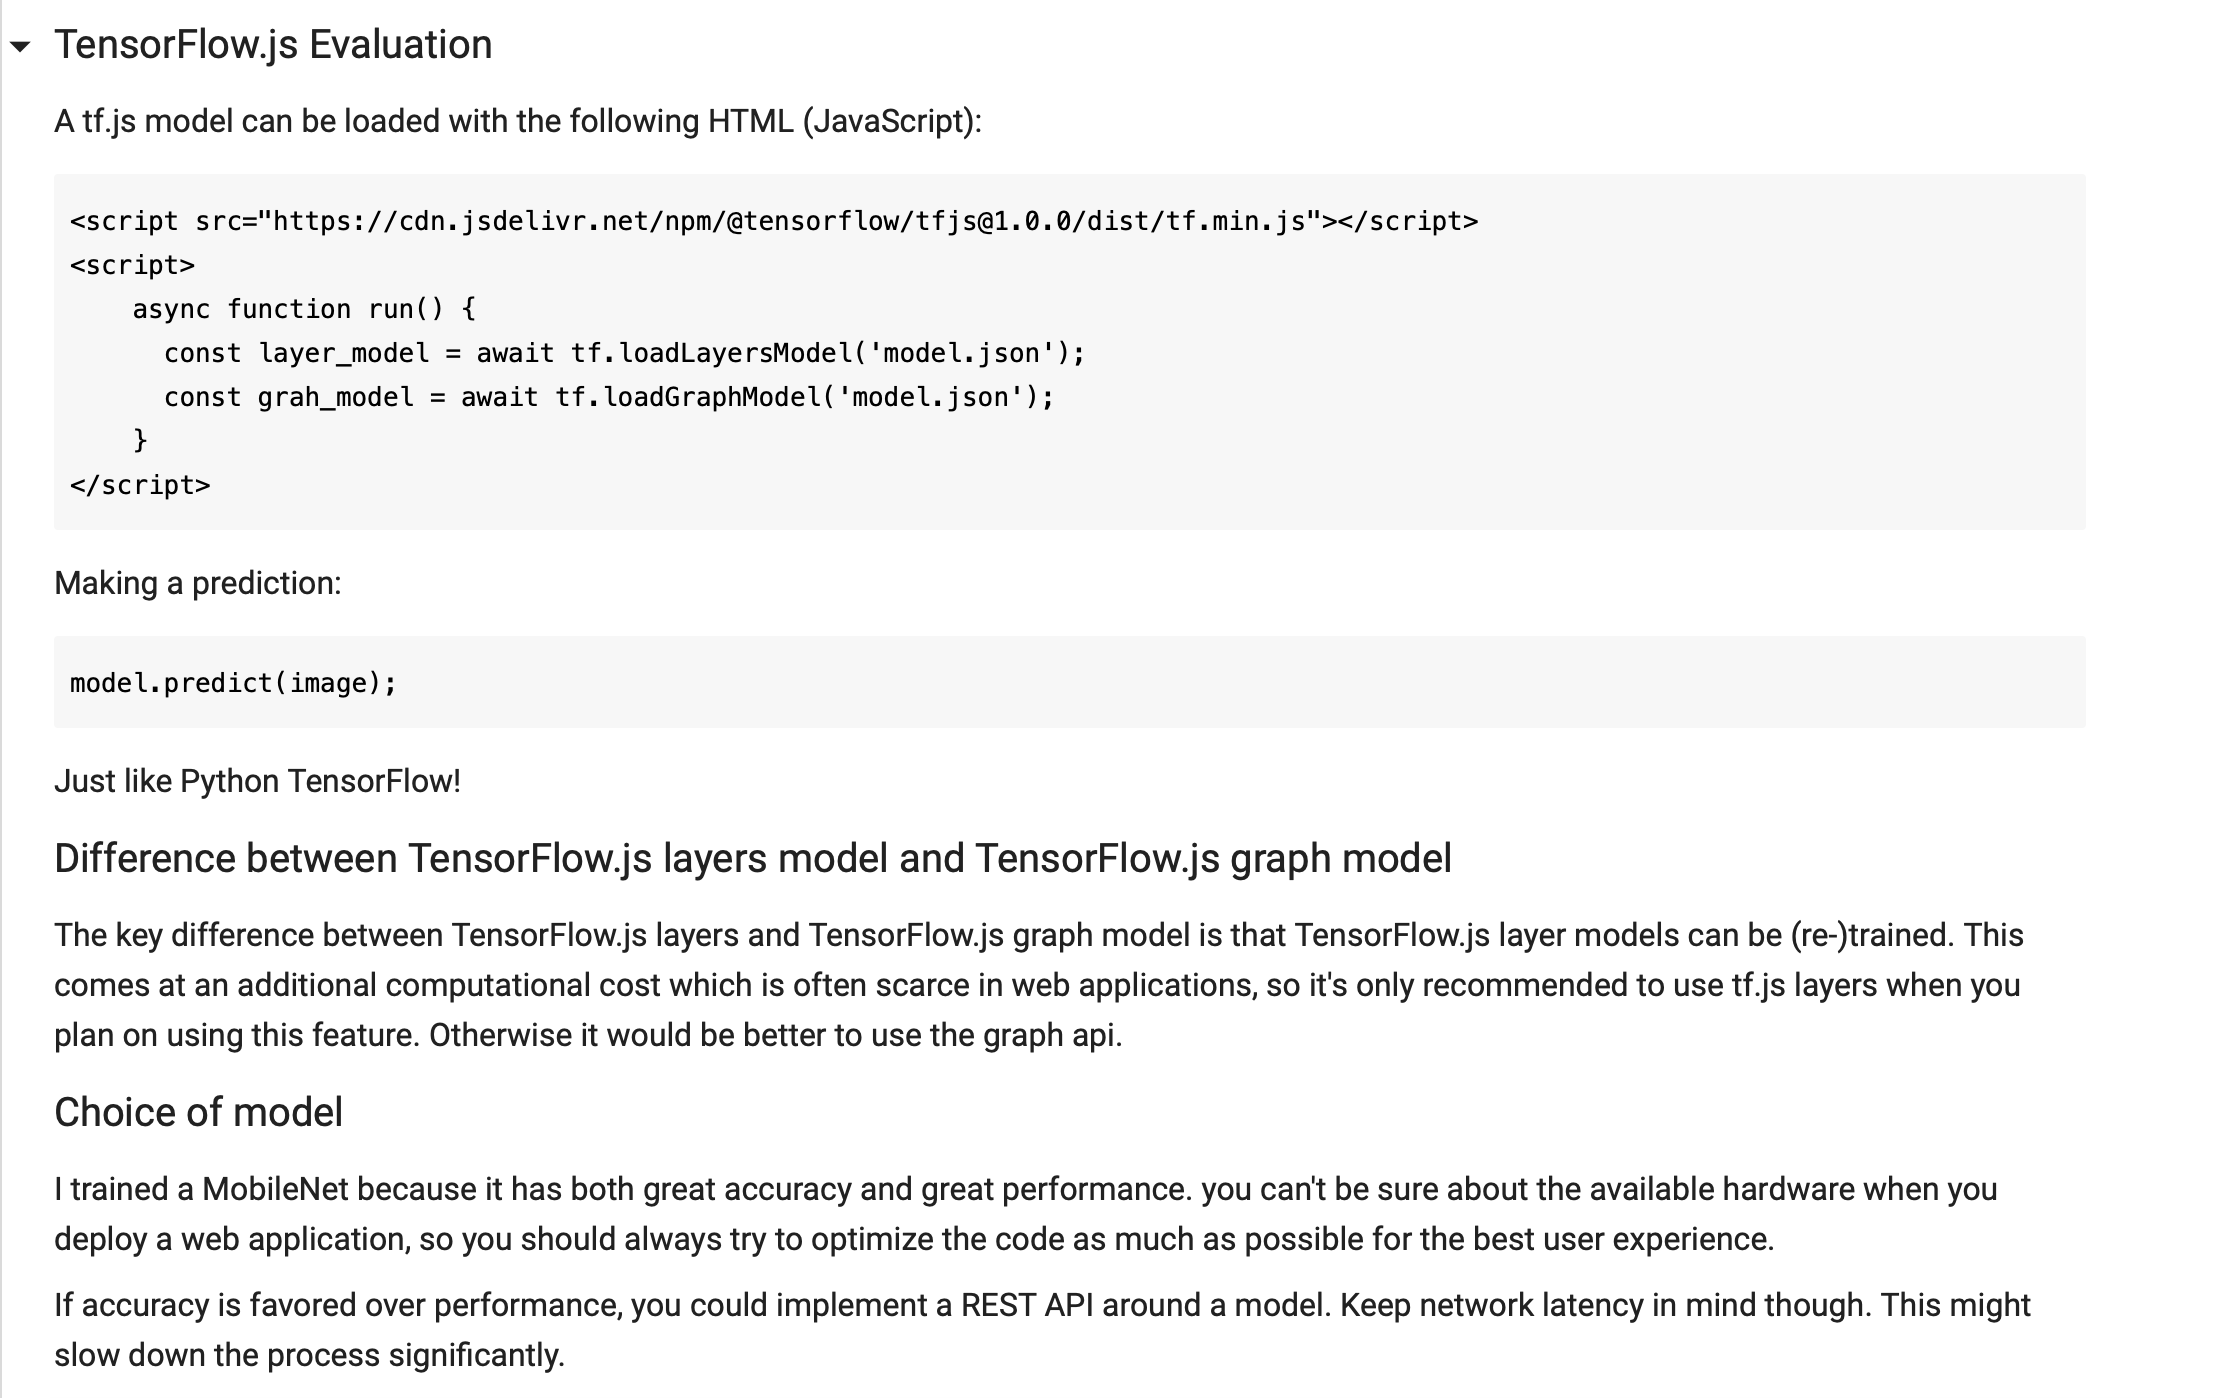 TensorFlow.js Evaluation
A tf.js model can be loaded with the following HTML (JavaScript):
<script src="https://cdn.jsdelivr.net/npm/@tensorflow/tfjs@1.0.0/dist/tf.min.js"></script>
<script>
    async function run() {
      const layer_model = await tf.loadLayersModel('model.json');
      const grah_model = await tf.loadGraphModel('model.json');
    }
</script>
Making a prediction:
model.predict(image);
Just like Python TensorFlow!
Difference between TensorFlow.js layers model and TensorFlow.js graph model
The key difference between TensorFlow.js layers and TensorFlow.js graph model is that TensorFlow.js layer models can be (re-)trained. This
comes at an additional computational cost which is often scarce in web applications, so it's only recommended to use tf.js layers when you
plan on using this feature. Otherwise it would be better to use the graph api.
Choice of model
I trained a MobileNet because it has both great accuracy and great performance. you can't be sure about the available hardware when you
deploy a web application, so you should always try to optimize the code as much as possible for the best user experience.
If accuracy is favored over performance, you could implement a REST API around a model. Keep network latency in mind though. This might
slow down the process significantly.